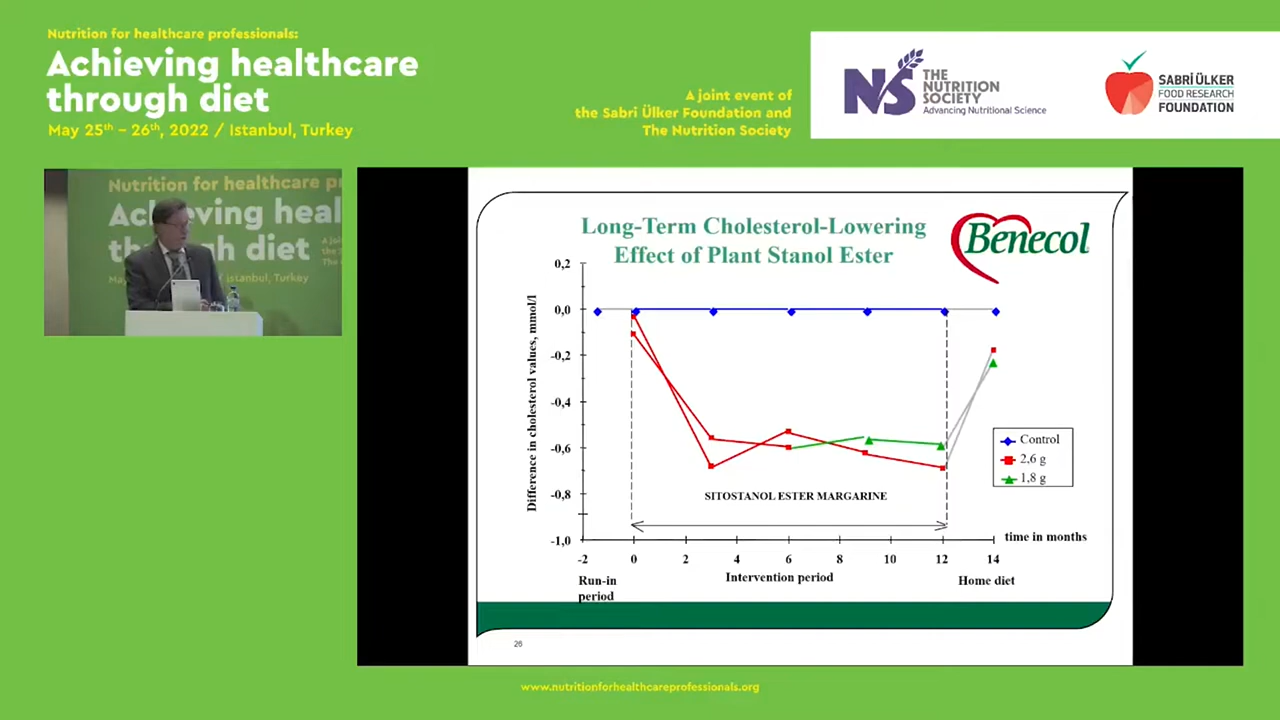 Nutrition for healthcare professionals:
Achieving healthcare
through diet
May 25th - 26th, 2022 / Istanbul, Turkey
A joint event of
the Sabri Ülker Foundation and
The Nutrition Society
NS
THE
NUTRITION
SOCIETY
Advancing Nutritional Science
SABRİ ÜLKER
FOOD RESEARCH
FOUNDATION
Nutrition for healthcare pr
Achieving heal
through diet
Istanbul, Turkey
Long-Term Cholesterol-Lowering
Effect of Plant Stanol Ester
Benecol
Difference in cholesterol values, mmol/l
0,2
0,0
-0,2
-0,4
-0,6
-0,8
-1,0
Control
2,6 g
1,8 g
SITOSTANOL ESTER MARGARINE
time in months
-2 0 2 4 6 8 10 12 14
Run-in
period
Intervention period
Home diet
26
www.nutritionforhealthcareprofessionals.org